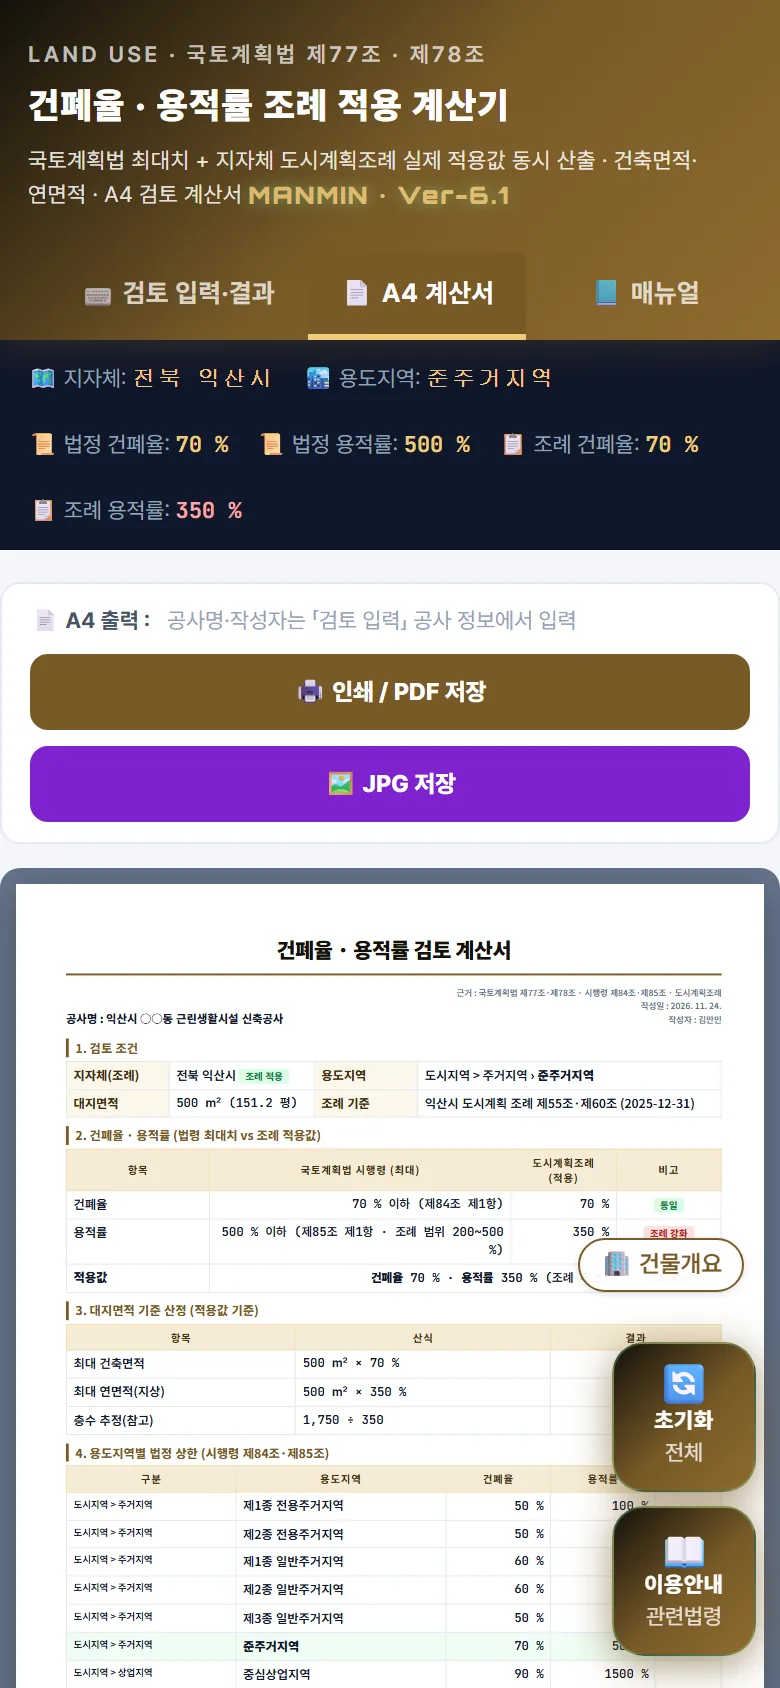 LAND USE · 국토계획법 제77조 · 제78조
건폐율 · 용적률 조례 적용 계산기
국토계획법 최대치 + 지자체 도시계획조례 실제 적용값 동시 산출 · 건축면적·
연면적 · A4 검토 계산서 MANMIN · Ver-6.1
검토 입력·결과
A4 계산서
매뉴얼
지자체: 전북 익산시 용도지역: 준주거지역
법정 건폐율: 70 % 법정 용적률: 500 % 조례 건폐율: 70 %
조례 용적률: 350 %
A4 출력 : 공사명·작성자는 「검토 입력」 공사 정보에서 입력
인쇄 / PDF 저장
JPG 저장
건폐율 · 용적률 검토 계산서
근거 : 국토계획법 제77조·제78조 · 시행령 제84조·제85조 · 도시계획조례
작성일 : 2026. 11. 24.
공사명 : 익산시 ○○동 근린생활시설 신축공사 작성자 : 김만민
1. 검토 조건
지자체(조례) 전북 익산시 조례 적용 용도지역 도시지역 > 주거지역 › 준주거지역
대지면적 500 m² (151.2 평) 조례 기준 익산시 도시계획 조례 제55조·제60조 (2025-12-31)
2. 건폐율 · 용적률 (법령 최대치 vs 조례 적용값)
항목 국토계획법 시행령 (최대) 도시계획조례 (적용) 비고
건폐율 70 % 이하 (제84조 제1항) 70 % 동일
용적률 500 % 이하 (제85조 제1항 · 조례 범위 200~500 %) 350 % 조례 강화
적용값 건폐율 70 % · 용적률 350 % (조례
건물개요
3. 대지면적 기준 산정 (적용값 기준)
항목 산식 결과
최대 건축면적 500 m² × 70 %
최대 연면적(지상) 500 m² × 350 %
층수 추정(참고) 1,750 ÷ 350
초기화
전체
4. 용도지역별 법정 상한 (시행령 제84조·제85조)
구분 용도지역 건폐율 용적률
도시지역 > 주거지역 제1종 전용주거지역 50 % 100 %
도시지역 > 주거지역 제2종 전용주거지역 50 %
도시지역 > 주거지역 제1종 일반주거지역 60 %
도시지역 > 주거지역 제2종 일반주거지역 60 %
도시지역 > 주거지역 제3종 일반주거지역 50 %
도시지역 > 주거지역 준주거지역 70 %
도시지역 > 상업지역 중심상업지역 90 % 1500 %
이용안내
관련법령